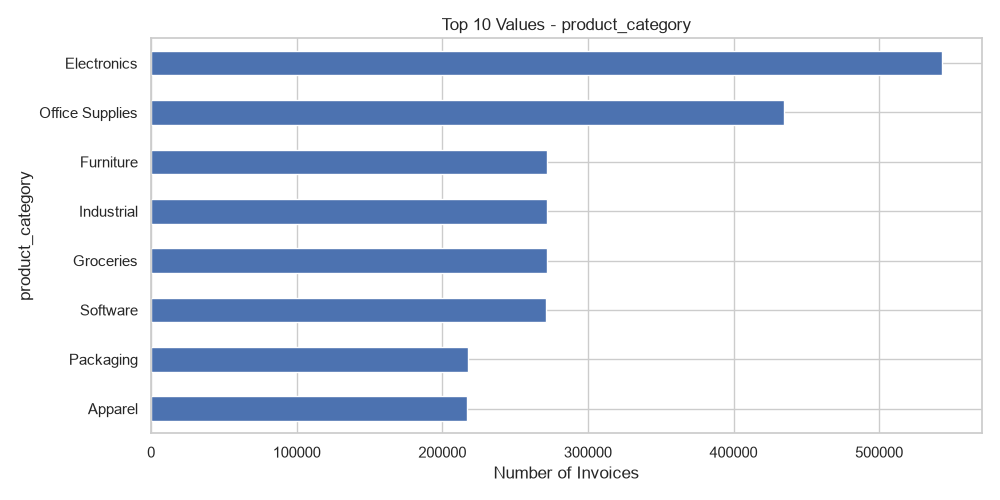 Top 10 Values - product_category
product_category
Electronics
Office Supplies
Furniture
Industrial
Groceries
Software
Packaging
Apparel
0 100000 200000 300000 400000 500000
Number of Invoices